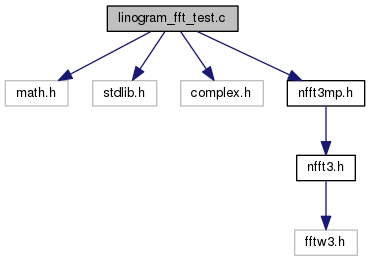 linogram_fft_test.c
math.h
stdlib.h
complex.h
nfft3mp.h
nfft3.h
fftw3.h